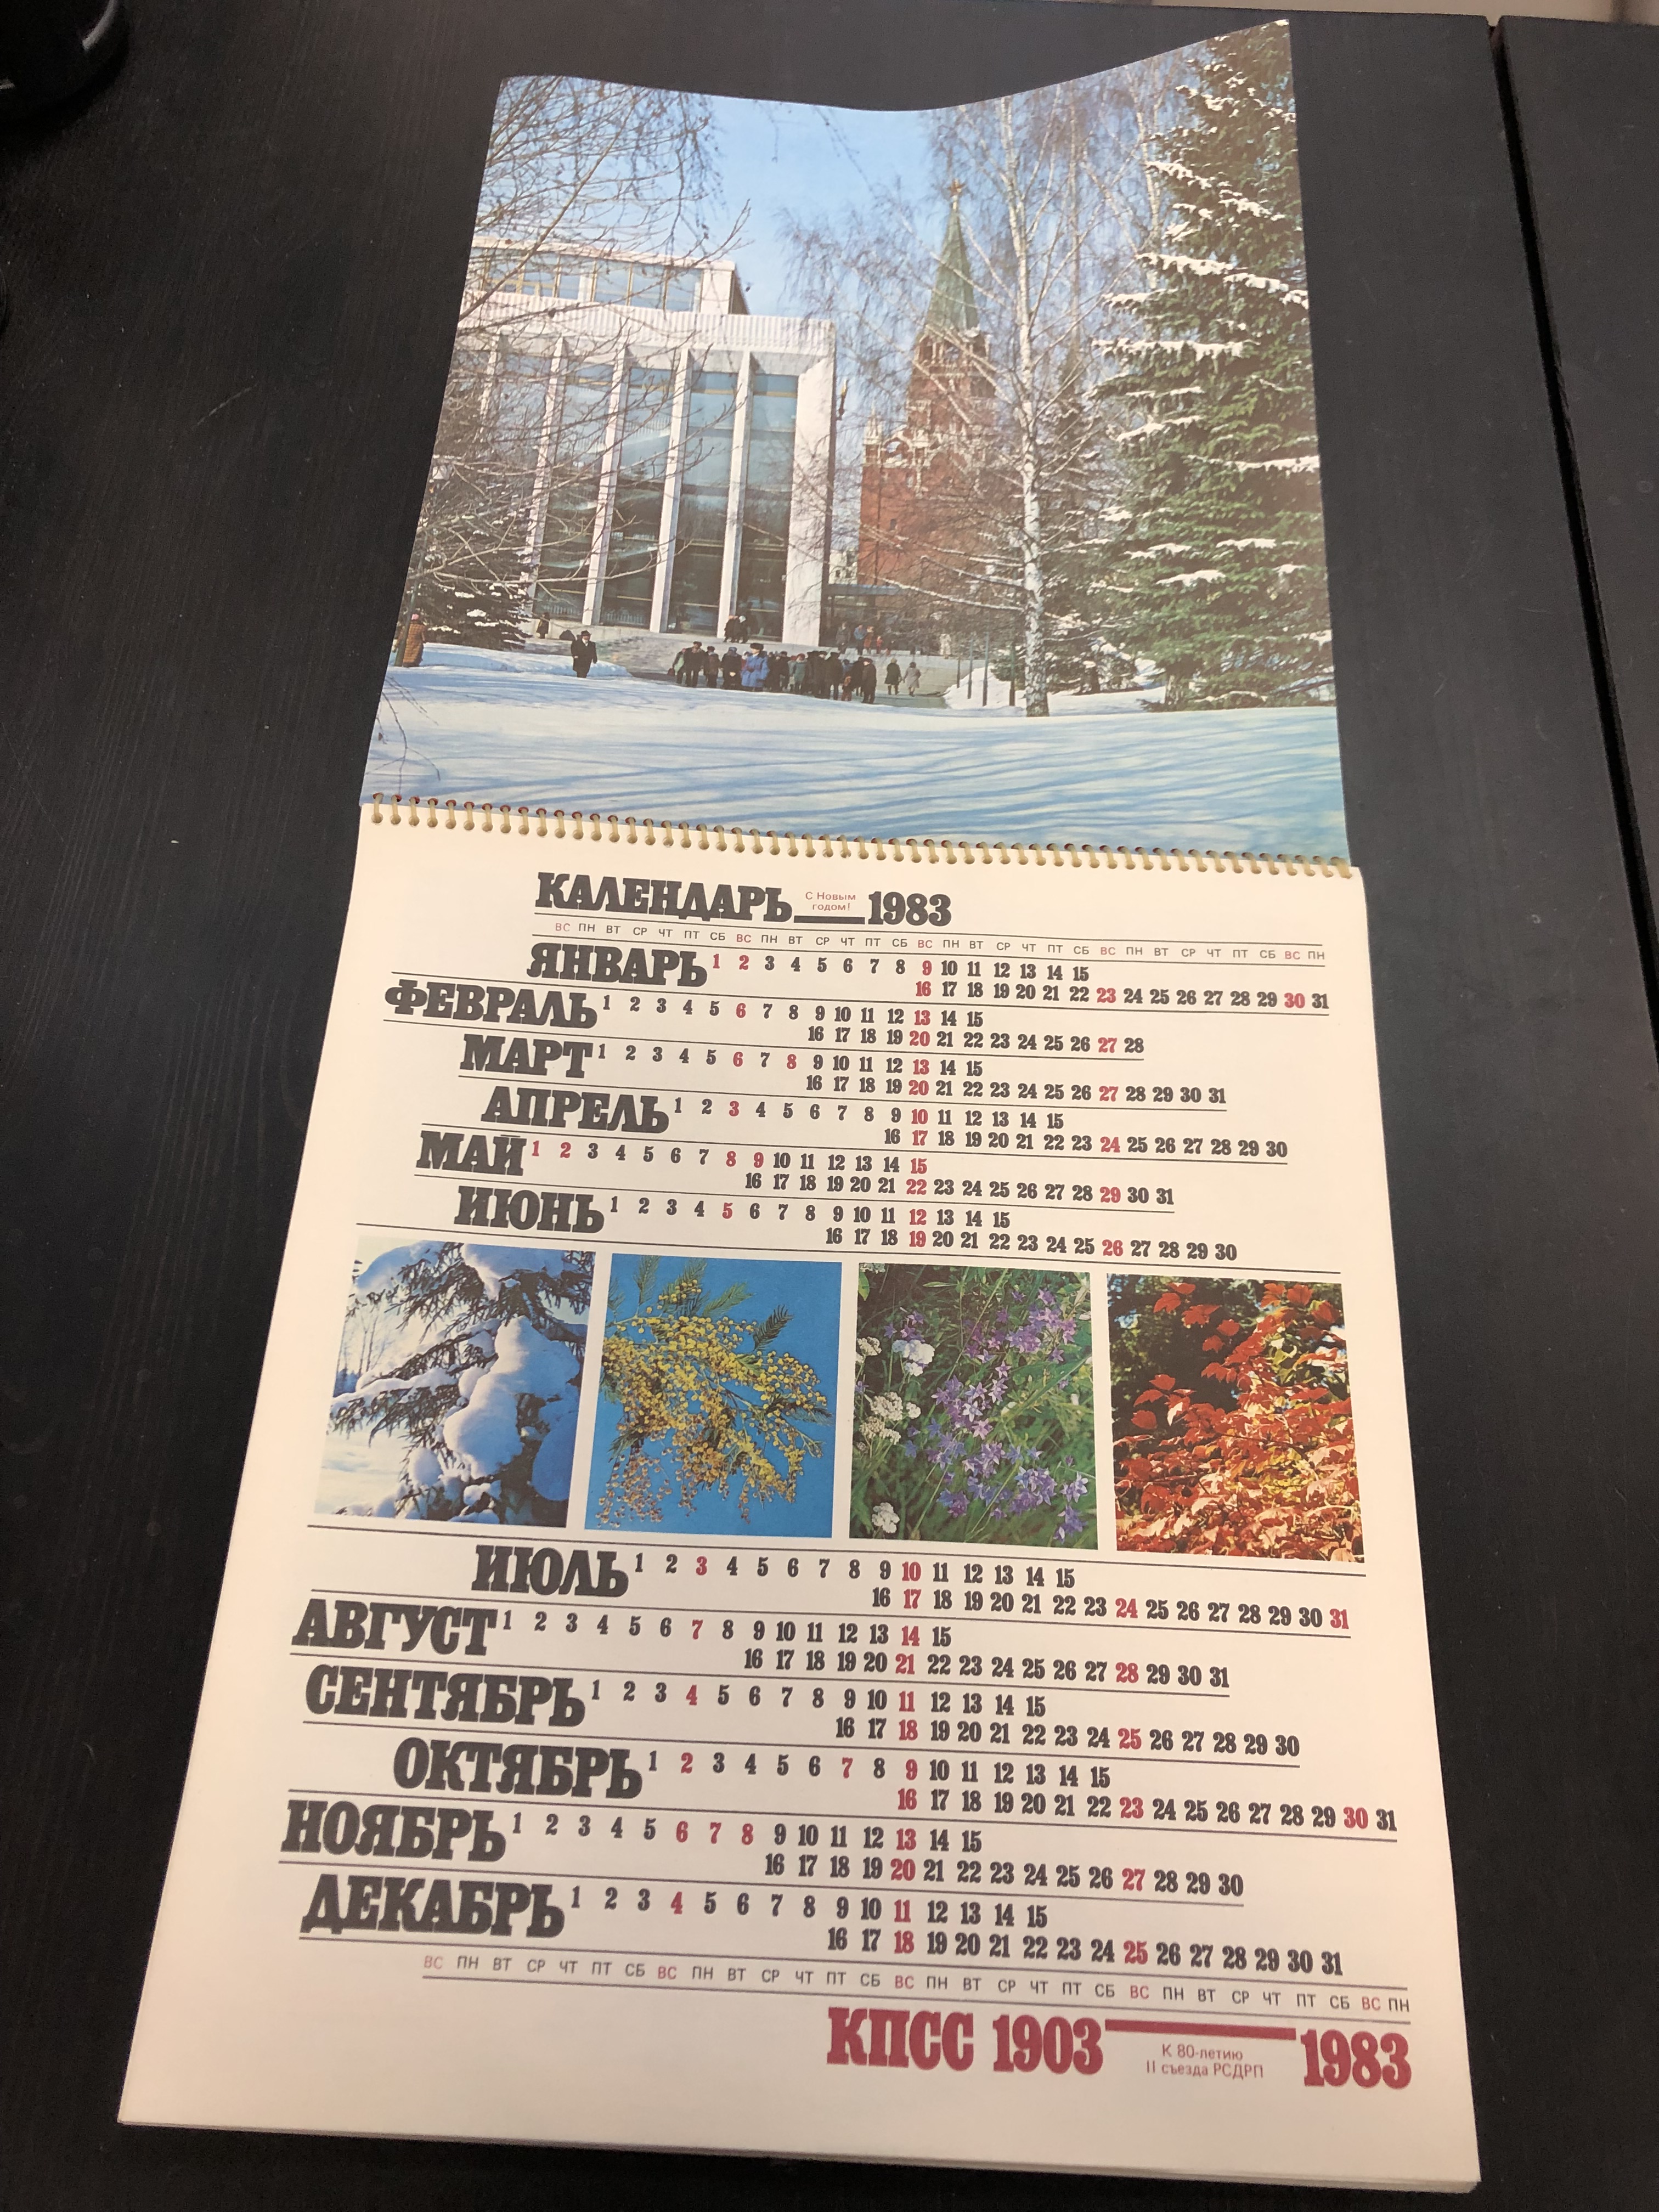 КАЛЕНДАРЬ С Новым годом! 1983
ВС ПН ВТ СР ЧТ ПТ СБ ВС ПН ВТ СР ЧТ ПТ СБ ВС ПН ВТ СР ЧТ ПТ СБ ВС ПН ВТ СР ЧТ ПТ СБ ВС ПН
ЯНВАРЬ 1 2 3 4 5 6 7 8 9 10 11 12 13 14 15
16 17 18 19 20 21 22 23 24 25 26 27 28 29 30 31
ФЕВРАЛЬ 1 2 3 4 5 6 7 8 9 10 11 12 13 14 15
16 17 18 19 20 21 22 23 24 25 26 27 28
МАРТ 1 2 3 4 5 6 7 8 9 10 11 12 13 14 15
16 17 18 19 20 21 22 23 24 25 26 27 28 29 30 31
АПРЕЛЬ 1 2 3 4 5 6 7 8 9 10 11 12 13 14 15
16 17 18 19 20 21 22 23 24 25 26 27 28 29 30
МАЙ 1 2 3 4 5 6 7 8 9 10 11 12 13 14 15
16 17 18 19 20 21 22 23 24 25 26 27 28 29 30 31
ИЮНЬ 1 2 3 4 5 6 7 8 9 10 11 12 13 14 15
16 17 18 19 20 21 22 23 24 25 26 27 28 29 30
ИЮЛЬ 1 2 3 4 5 6 7 8 9 10 11 12 13 14 15
16 17 18 19 20 21 22 23 24 25 26 27 28 29 30 31
АВГУСТ 1 2 3 4 5 6 7 8 9 10 11 12 13 14 15
16 17 18 19 20 21 22 23 24 25 26 27 28 29 30 31
СЕНТЯБРЬ 1 2 3 4 5 6 7 8 9 10 11 12 13 14 15
16 17 18 19 20 21 22 23 24 25 26 27 28 29 30
ОКТЯБРЬ 1 2 3 4 5 6 7 8 9 10 11 12 13 14 15
16 17 18 19 20 21 22 23 24 25 26 27 28 29 30 31
НОЯБРЬ 1 2 3 4 5 6 7 8 9 10 11 12 13 14 15
16 17 18 19 20 21 22 23 24 25 26 27 28 29 30
ДЕКАБРЬ 1 2 3 4 5 6 7 8 9 10 11 12 13 14 15
16 17 18 19 20 21 22 23 24 25 26 27 28 29 30 31
ВС ПН ВТ СР ЧТ ПТ СБ ВС ПН ВТ СР ЧТ ПТ СБ ВС ПН ВТ СР ЧТ ПТ СБ ВС ПН ВТ СР ЧТ ПТ СБ ВС ПН
КПСС 1903 1983
К 80-летию
II съезда РСДРП